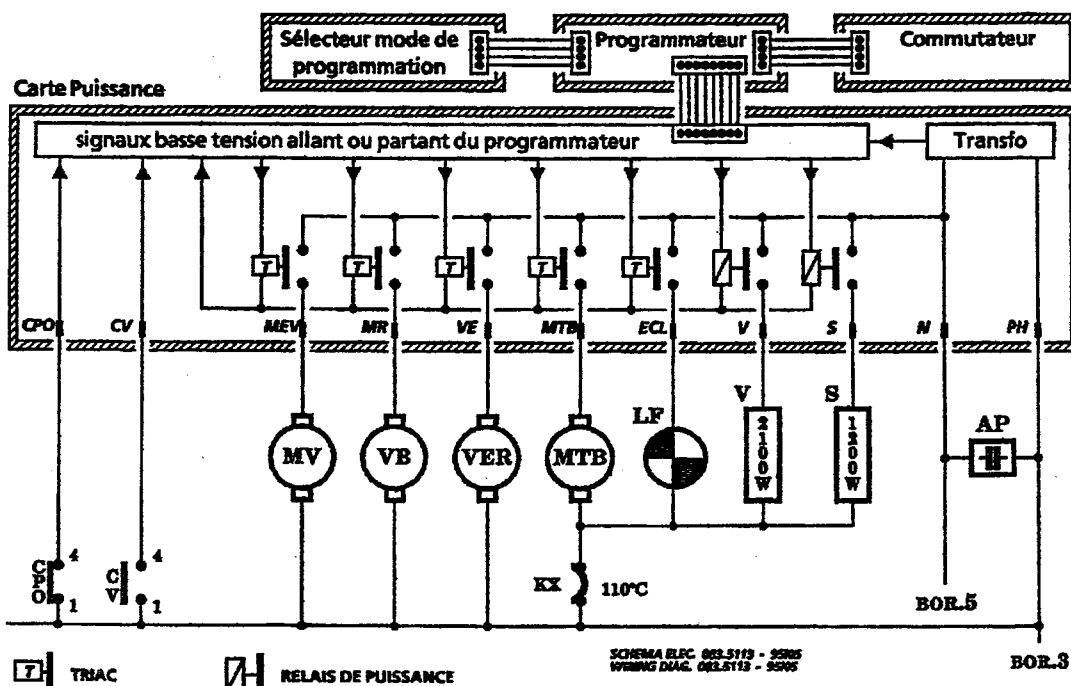 Sélecteur mode de
programmation
Programmateur
Commutateur
Carte Puissance
signaux basse tension allant ou partant du programmateur
Transfo
T
T
T
T
T
CPO
CV
MEV
MR
VE
MTB
ECL
V
S
N
PH
MV
VB
VER
MTB
LF
V
2100W
S
1200W
AP
CPO
4
1
CV
4
1
KX
110°C
BOR.5
BOR.3
T
TRIAC
RELAIS DE PUISSANCE
SCHEMA ELEC. 083.5113 - 95/05
WIRING DIAG. 083.5113 - 95/05